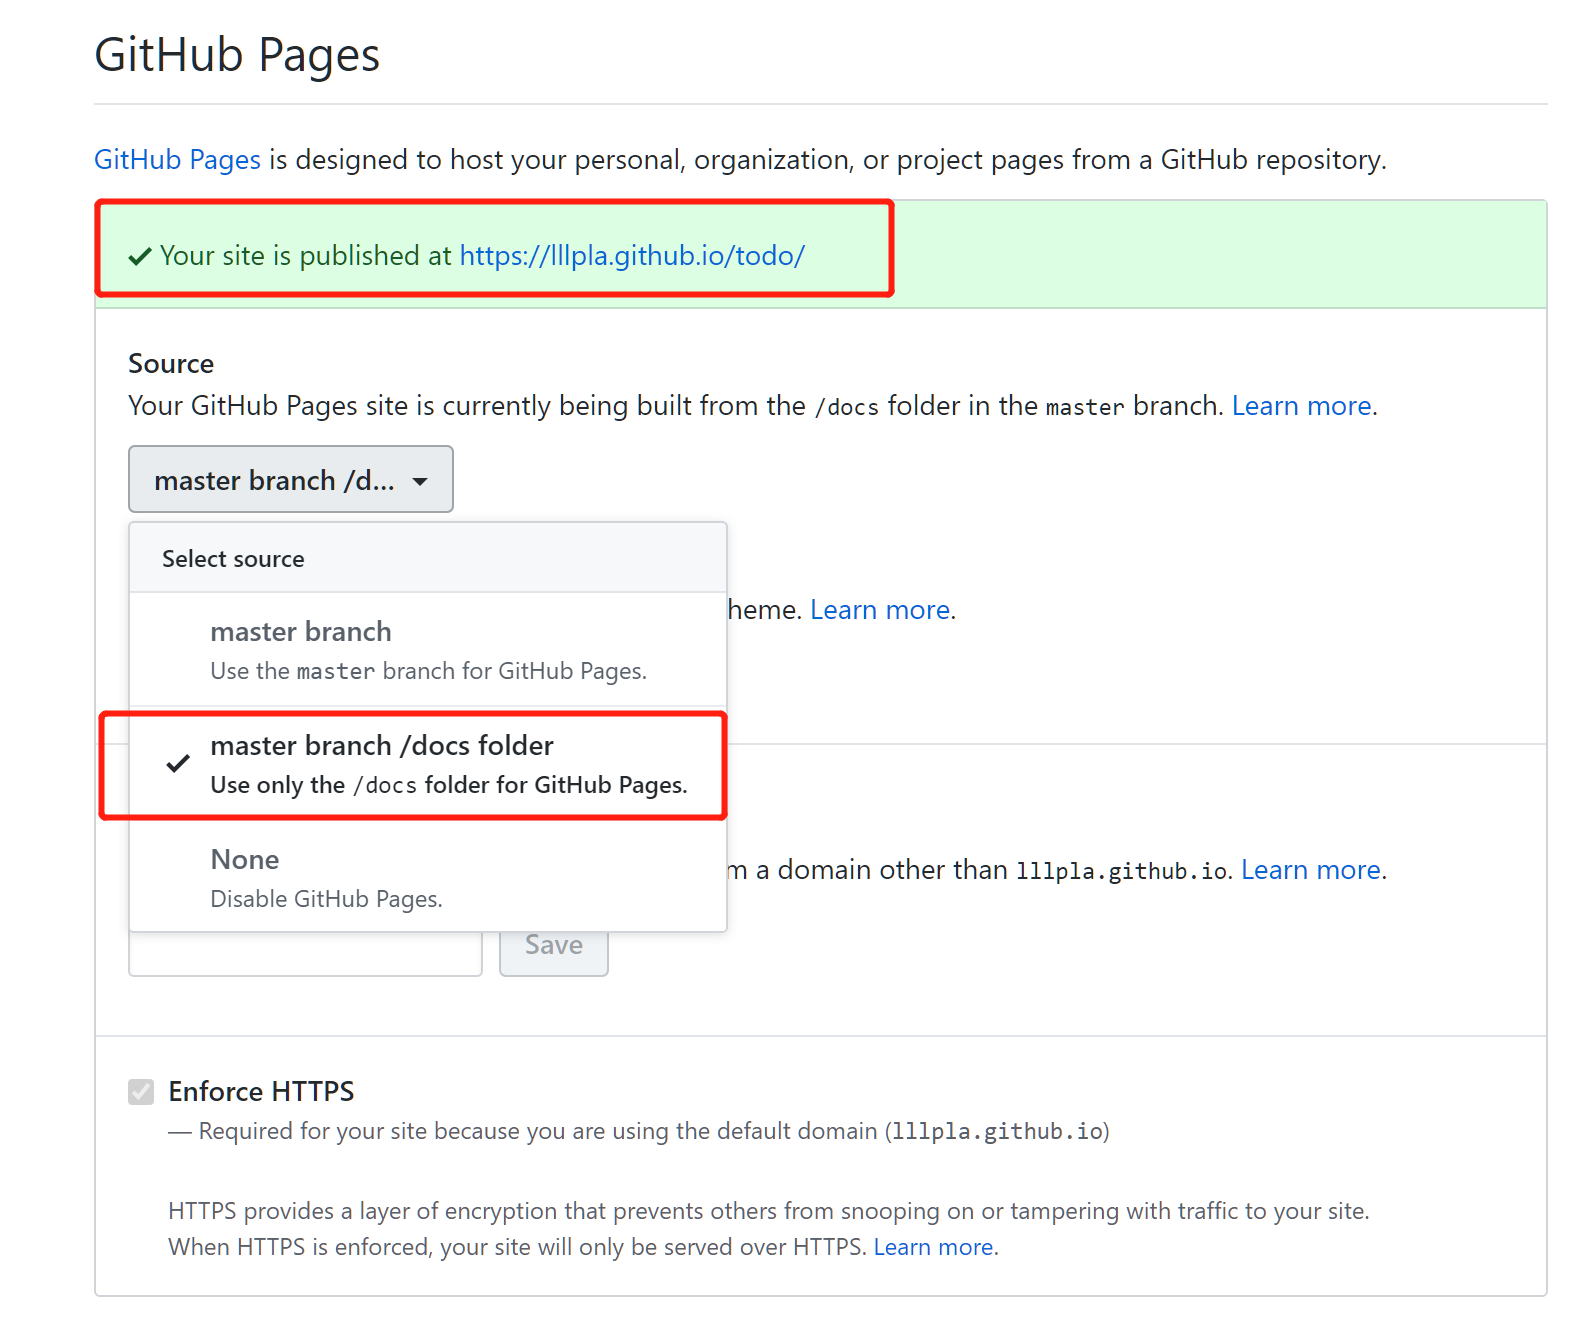 GitHub Pages
GitHub Pages is designed to host your personal, organization, or project pages from a GitHub repository.
Your site is published at https://lllpla.github.io/todo/
Source
Your GitHub Pages site is currently being built from the /docs folder in the master branch. Learn more.
master branch /d...
Select source
master branch
heme. Learn more.
Use the master branch for GitHub Pages.
master branch /docs folder
Use only the /docs folder for GitHub Pages.
None
m a domain other than lllpla.github.io. Learn more.
Disable GitHub Pages.
Save
Enforce HTTPS
— Required for your site because you are using the default domain (lllpla.github.io)
HTTPS provides a layer of encryption that prevents others from snooping on or tampering with traffic to your site.
When HTTPS is enforced, your site will only be served over HTTPS. Learn more.